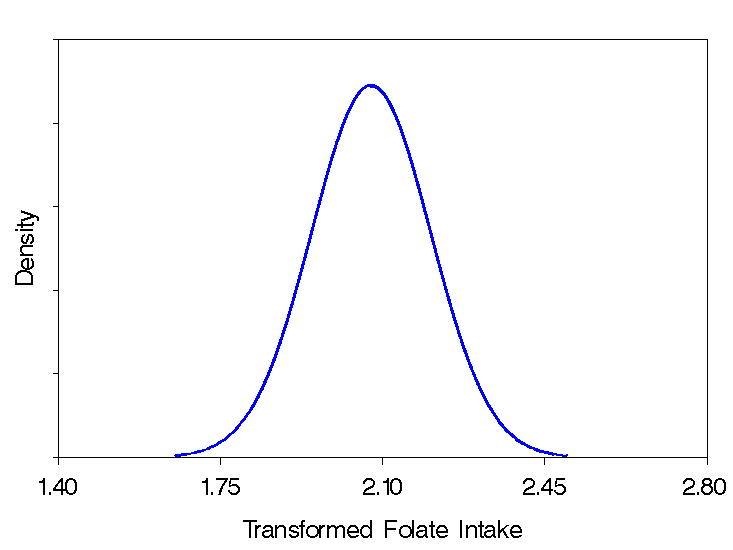 Density
1.40 1.75 2.10 2.45 2.80
Transformed Folate Intake